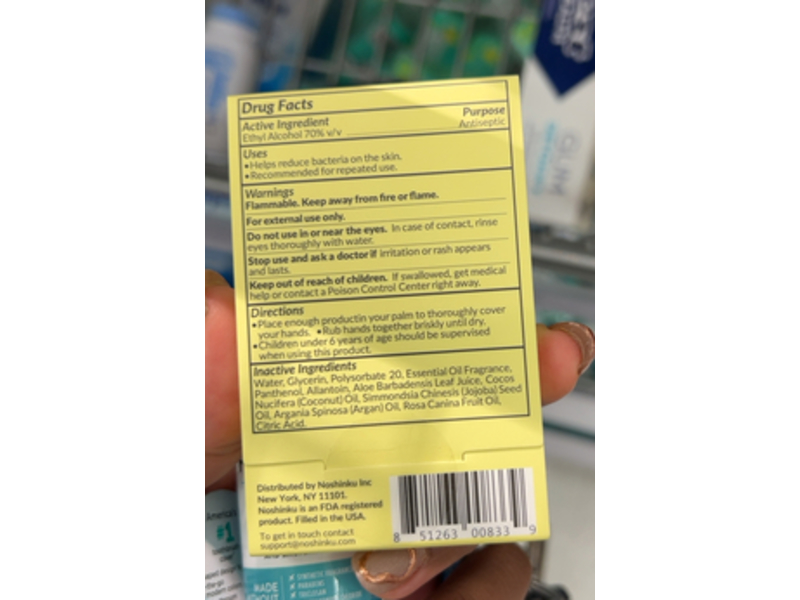 Drug Facts
Active Ingredient Purpose
Ethyl Alcohol 70% v/v Antiseptic
Uses
•Helps reduce bacteria on the skin.
•Recommended for repeated use.
Warnings
Flammable. Keep away from fire or flame.
For external use only.
Do not use in or near the eyes. In case of contact, rinse
eyes thoroughly with water.
Stop use and ask a doctor if irritation or rash appears
and lasts.
Keep out of reach of children. If swallowed, get medical
help or contact a Poison Control Center right away.
Directions
•Place enough productin your palm to thoroughly cover
your hands. •Rub hands together briskly until dry.
•Children under 6 years of age should be supervised
when using this product.
Inactive Ingredients
Water, Glycerin, Polysorbate 20, Essential Oil Fragrance,
Panthenol, Allantoin, Aloe Barbadensis Leaf Juice, Cocos
Nucifera (Coconut) Oil, Simmondsia Chinesis (Jojoba) Seed
Oil, Argania Spinosa (Argan) Oil, Rosa Canina Fruit Oil,
Citric Acid.
Distributed by Noshinku Inc
New York, NY 11101.
Noshinku is an FDA registered
product. Filled in the USA.
To get in touch contact
support@noshinku.com
8 51263 00833 9
America's
#1
MADE